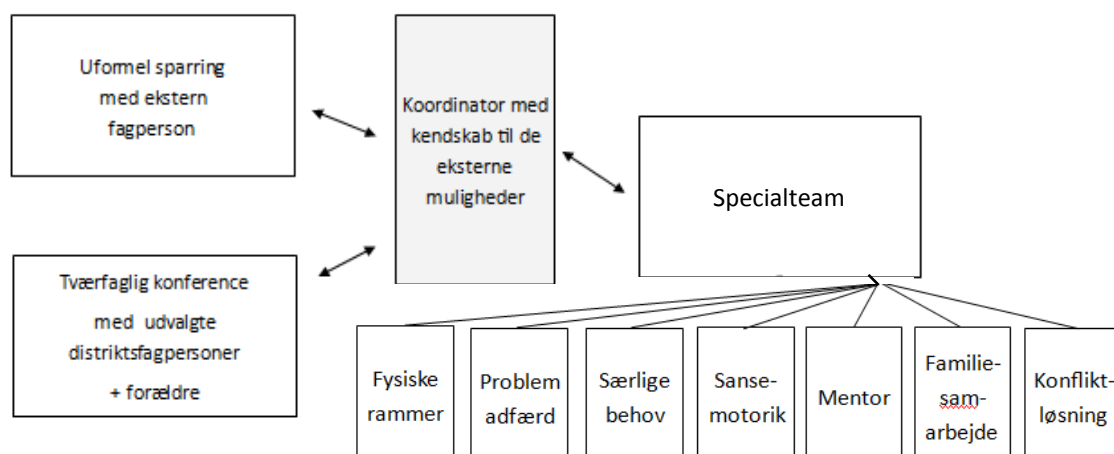 Uformel sparring
med ekstern
fagperson
Koordinator med
kendskab til de
eksterne
muligheder
Specialteam
Tværfaglig konference
med udvalgte
distriktsfagpersoner
+ forældre
Fysiske
rammer
Problem
adfærd
Særlige
behov
Sanse-
motorik
Mentor
Familie-
sam-
arbejde
Konflikt-
løsning